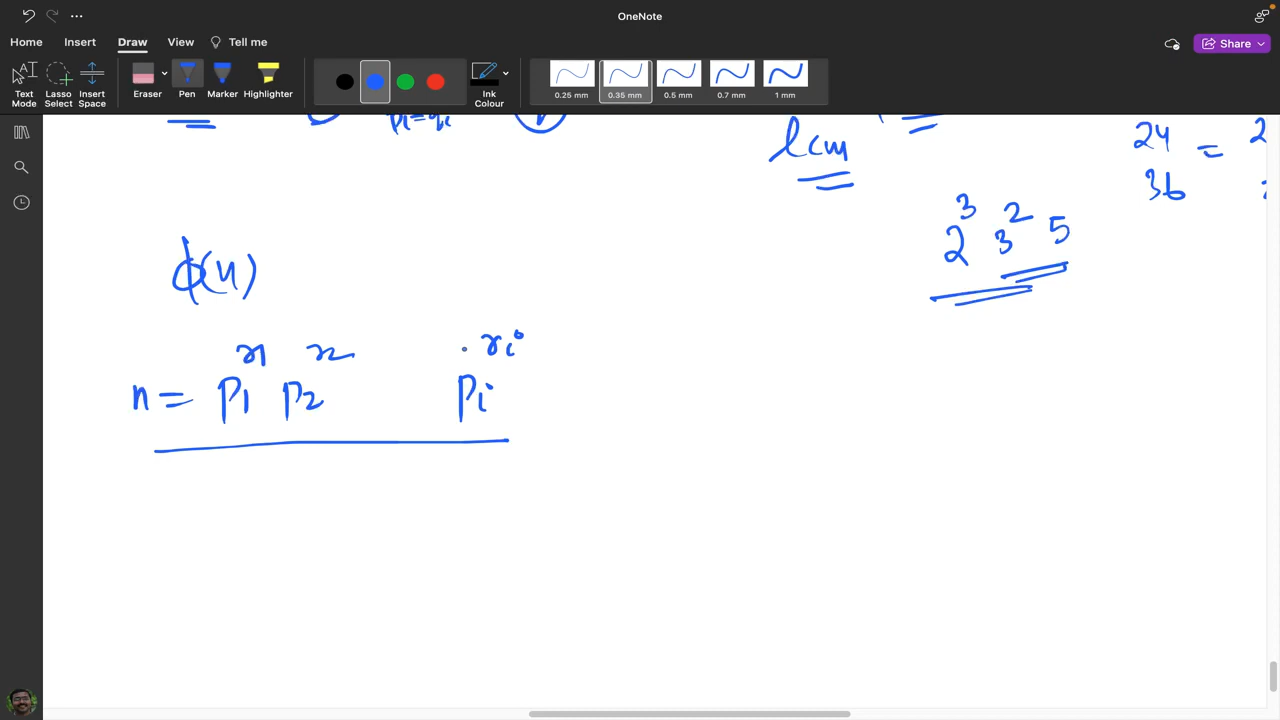 OneNote
Home Insert Draw View Tell me
Share
Text Mode
Lasso Select
Insert Space
Eraser
Pen
Marker
Highlighter
Ink Colour
0.25 mm 0.35 mm 0.5 mm 0.7 mm 1 mm
lcm
24 = 2
36
2³ 3² 5
ϕ(n)
n = p₁^r₁ p₂^r₂ pᵢ^rᵢ